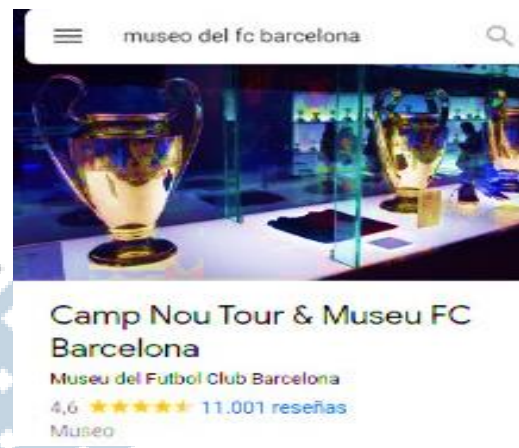 museo del fc barcelona
Camp Nou Tour & Museu FC
Barcelona
Museu del Futbol Club Barcelona
4,6 ★★★★★ 11.001 reseñas
Museo